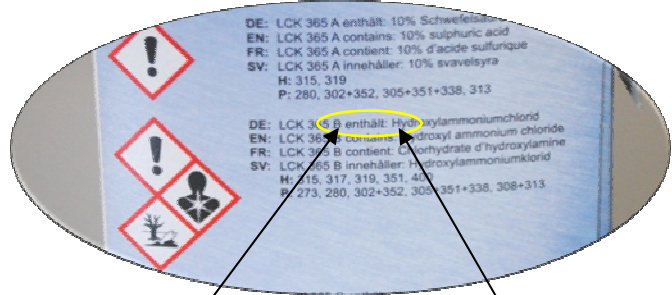 DE: LCK 365 A enthält: 10% Schwefelsäure
EN: LCK 365 A contains: 10% sulphuric acid
FR: LCK 365 A contient: 10% d'acide sulfurique
SV: LCK 365 A innehåller: 10% svavelsyra
H: 315, 319
P: 280, 302+352, 305+351+338, 313
DE: LCK 365 B enthält: Hydroxylammoniumchlorid
EN: LCK 365 B contains: Hydroxyl ammonium chloride
FR: LCK 365 B contient: Chlorhydrate d'hydroxylamine
SV: LCK 365 B innehåller: Hydroxylammoniumklorid
H: 315, 317, 319, 351, 400
P: 273, 280, 302+352, 305+351+338, 308+313